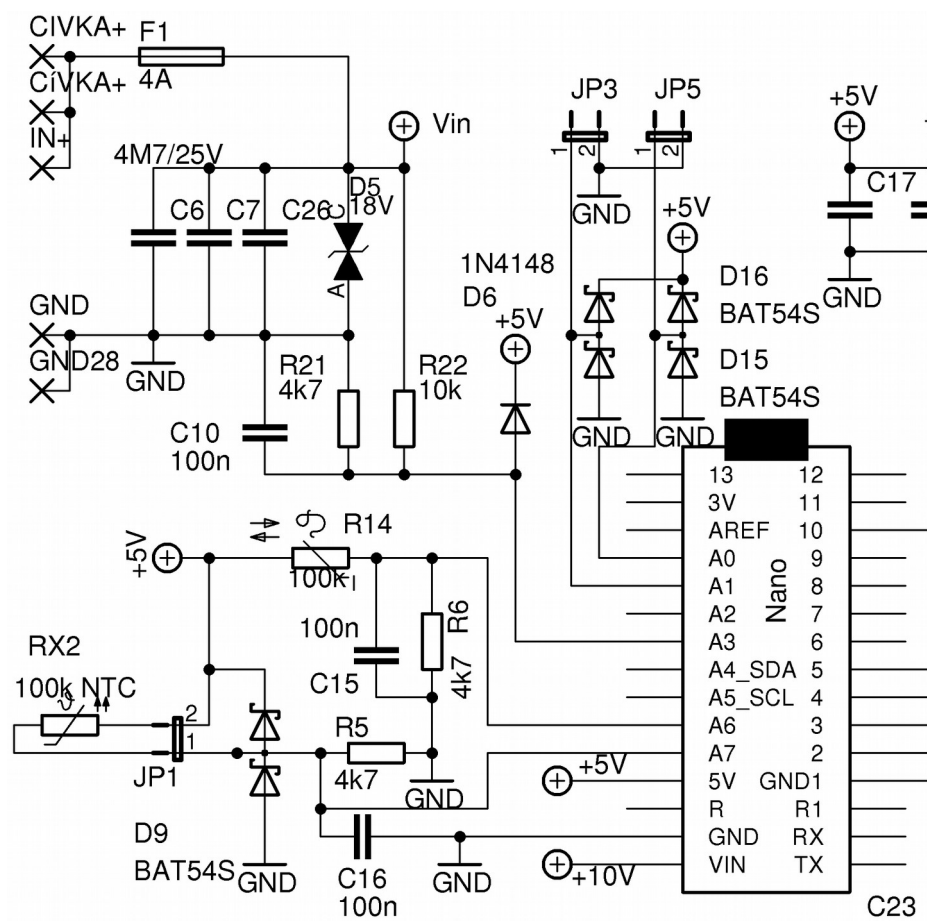 CIVKA+
F1
4A
CíVKA+
IN+
Vin
JP3
JP5
1
2
1
2
+5V
C17
4M7/25V
C6
C7
C26
D5
18V
C
A
GND
+5V
1N4148
D6
D16
BAT54S
GND
GND
GND28
GND
R21
4k7
R22
10k
+5V
D15
BAT54S
C10
100n
GND
GND
+5V
R14
100k
100n
C15
R6
4k7
RX2
100k NTC
2
1
JP1
R5
4k7
GND
D9
BAT54S
GND
C16
100n
+5V
+10V
Nano
13
12
3V
11
AREF
10
A0
9
A1
8
A2
7
A3
6
A4_SDA
5
A5_SCL
4
A6
3
A7
2
5V
GND1
R
R1
GND
RX
VIN
TX
C23